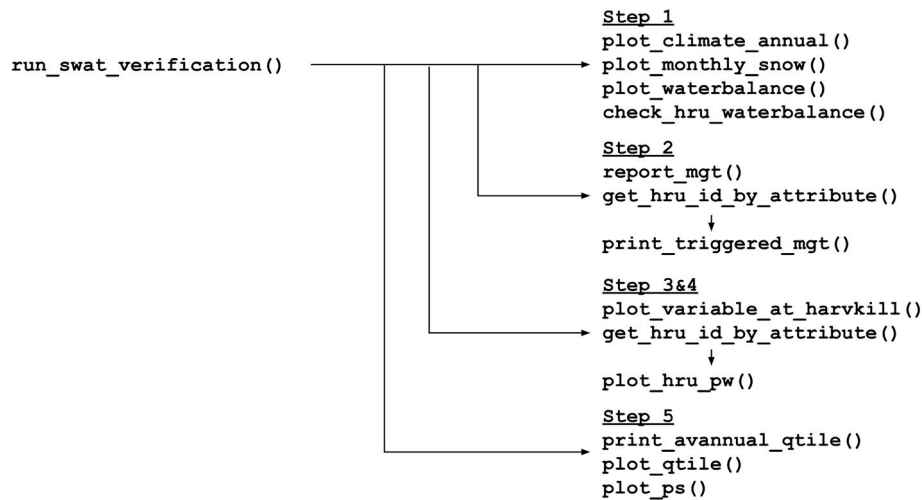 run_swat_verification()
Step 1
plot_climate_annual()
plot_monthly_snow()
plot_waterbalance()
check_hru_waterbalance()
Step 2
report_mgt()
get_hru_id_by_attribute()
print_triggered_mgt()
Step 3&4
plot_variable_at_harvkill()
get_hru_id_by_attribute()
plot_hru_pw()
Step 5
print_avannual_qtile()
plot_qtile()
plot_ps()